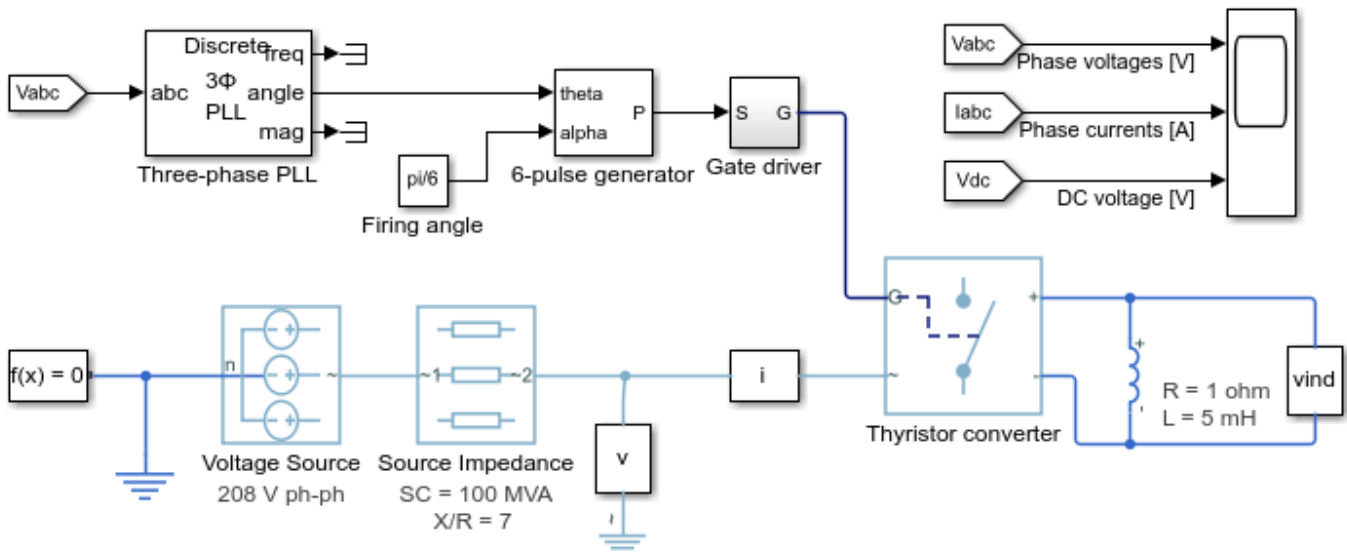 Vabc
Discrete
3Φ
PLL
abc
freq
angle
mag
Three-phase PLL
pi/6
Firing angle
theta
alpha
P
6-pulse generator
S G
Gate driver
Vabc
Phase voltages [V]
Iabc
Phase currents [A]
Vdc
DC voltage [V]
f(x) = 0
n
~
Voltage Source
208 V ph-ph
~1
~2
Source Impedance
SC = 100 MVA
X/R = 7
v
~
i
G
~
+
-
Thyristor converter
+
-
R = 1 ohm
L = 5 mH
vind